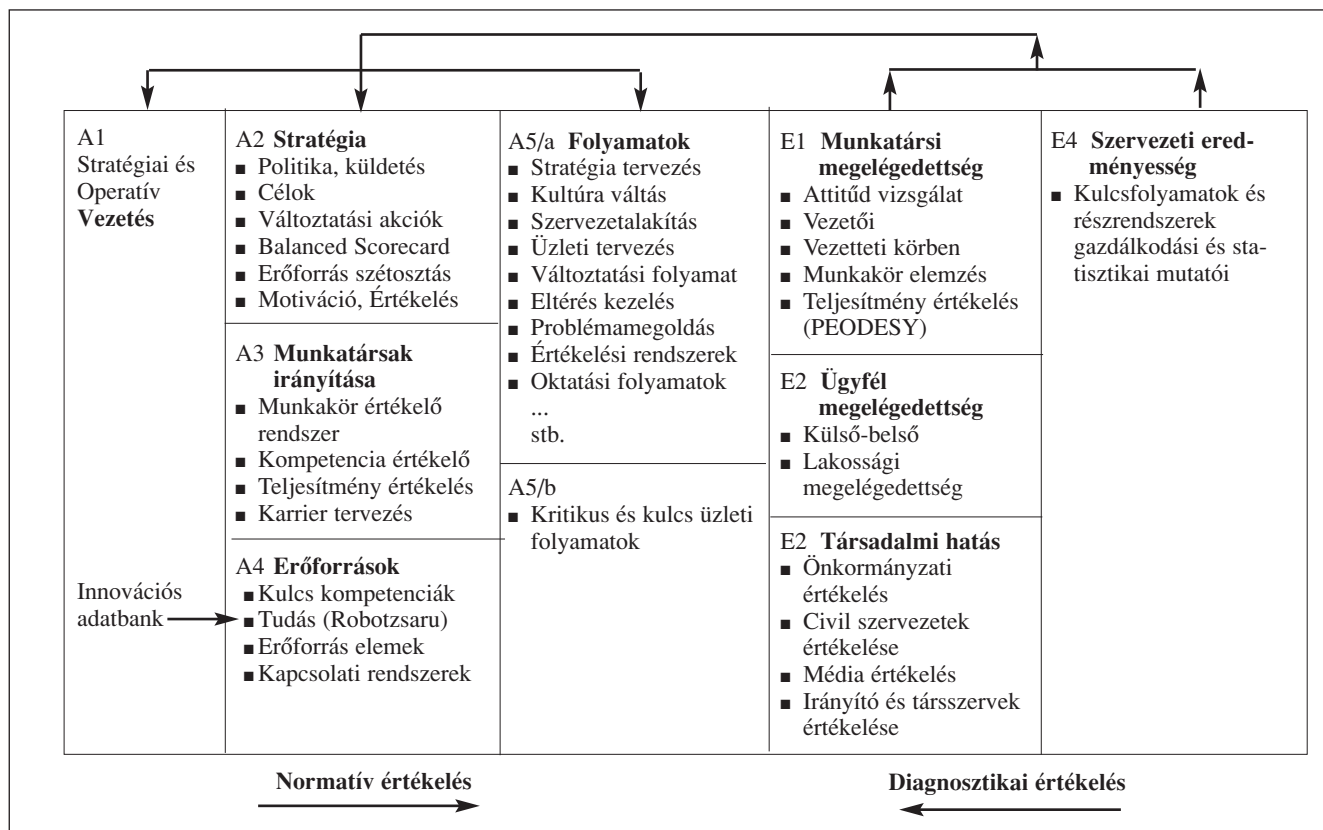 A1
Stratégiai és
Operatív
Vezetés
Innovációs
adatbank
A2 Stratégia
■ Politika, küldetés
■ Célok
■ Változtatási akciók
■ Balanced Scorecard
■ Erőforrás szétosztás
■ Motiváció, Értékelés
A3 Munkatársak
irányítása
■ Munkakör értékelő
rendszer
■ Kompetencia értékelő
■ Teljesítmény értékelés
■ Karrier tervezés
A4 Erőforrások
■ Kulcs kompetenciák
■ Tudás (Robotzsaru)
■ Erőforrás elemek
■ Kapcsolati rendszerek
A5/a Folyamatok
■ Stratégia tervezés
■ Kultúra váltás
■ Szervezetalakítás
■ Üzleti tervezés
■ Változtatási folyamat
■ Eltérés kezelés
■ Problémamegoldás
■ Értékelési rendszerek
■ Oktatási folyamatok
...
stb.
A5/b
■ Kritikus és kulcs üzleti
folyamatok
E1 Munkatársi
megelégedettség
■ Attitűd vizsgálat
■ Vezetői
■ Vezetteti körben
■ Munkakör elemzés
■ Teljesítmény értékelés
(PEODESY)
E2 Ügyfél
megelégedettség
■ Külső-belső
■ Lakossági
megelégedettség
E2 Társadalmi hatás
■ Önkormányzati
értékelés
■ Civil szervezetek
értékelése
■ Média értékelés
■ Irányító és társszervek
értékelése
E4 Szervezeti ered-
ményesség
■ Kulcsfolyamatok és
részrendszerek
gazdálkodási és sta-
tisztikai mutatói
Normatív értékelés
Diagnosztikai értékelés